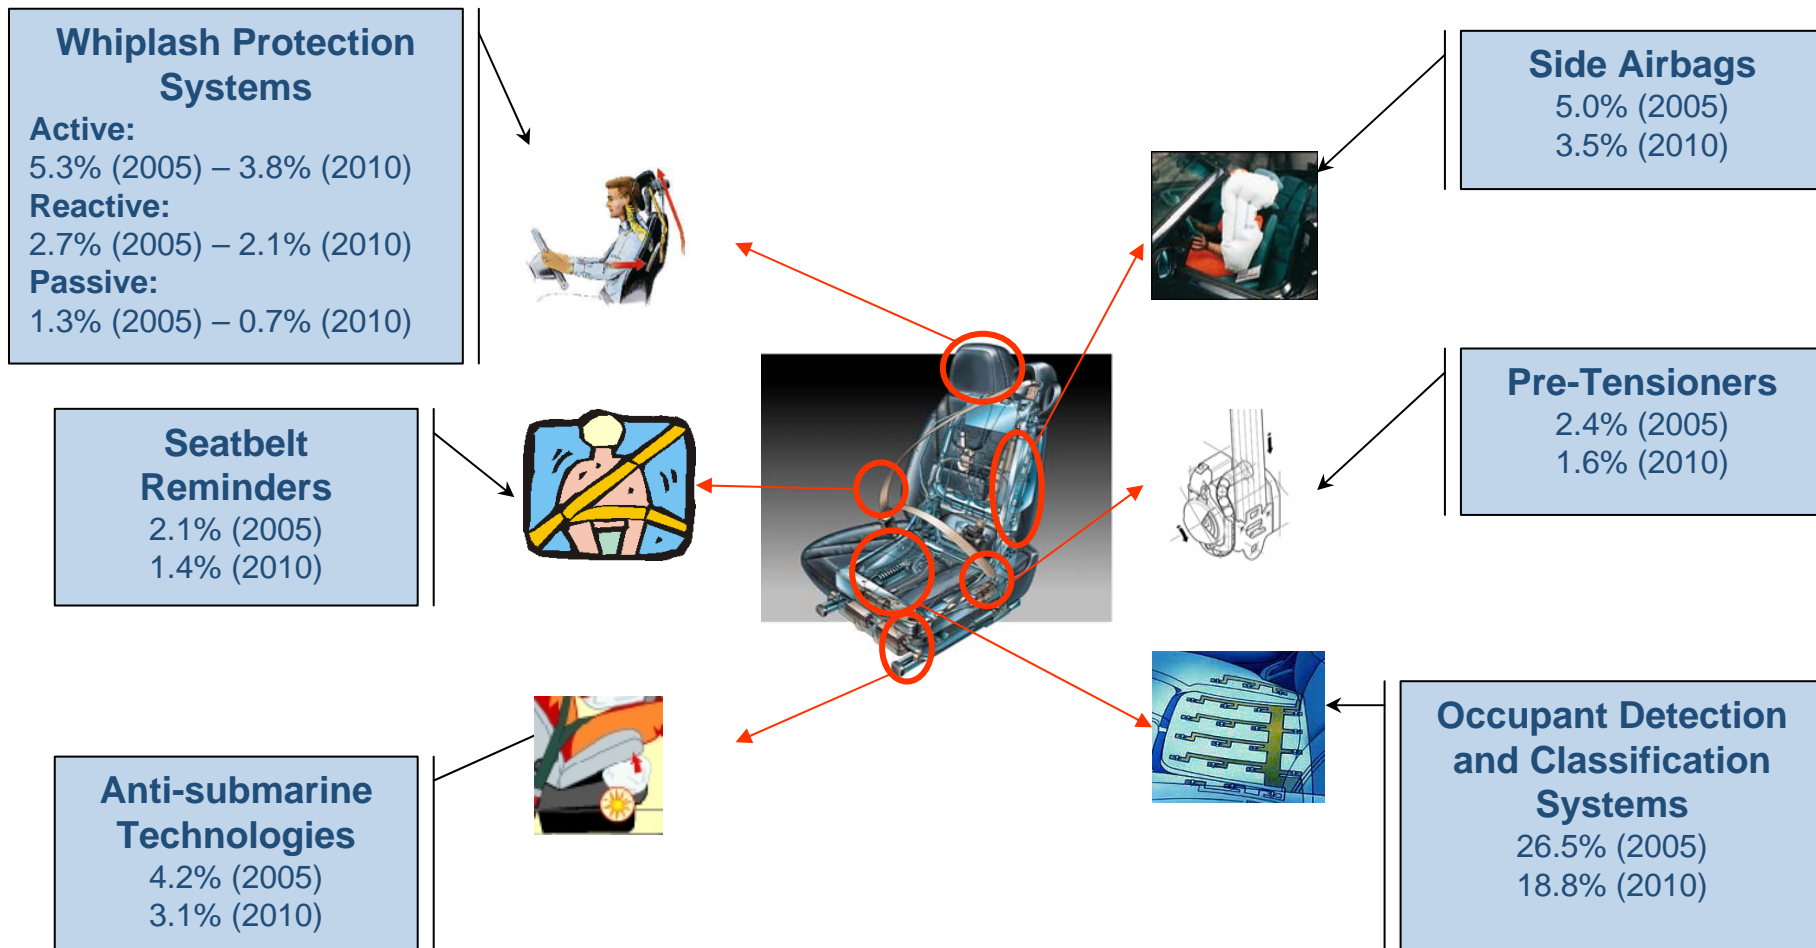 Whiplash Protection
Systems
Active:
5.3% (2005) – 3.8% (2010)
Reactive:
2.7% (2005) – 2.1% (2010)
Passive:
1.3% (2005) – 0.7% (2010)
Side Airbags
5.0% (2005)
3.5% (2010)
Seatbelt
Reminders
2.1% (2005)
1.4% (2010)
Pre-Tensioners
2.4% (2005)
1.6% (2010)
Anti-submarine
Technologies
4.2% (2005)
3.1% (2010)
Occupant Detection
and Classification
Systems
26.5% (2005)
18.8% (2010)